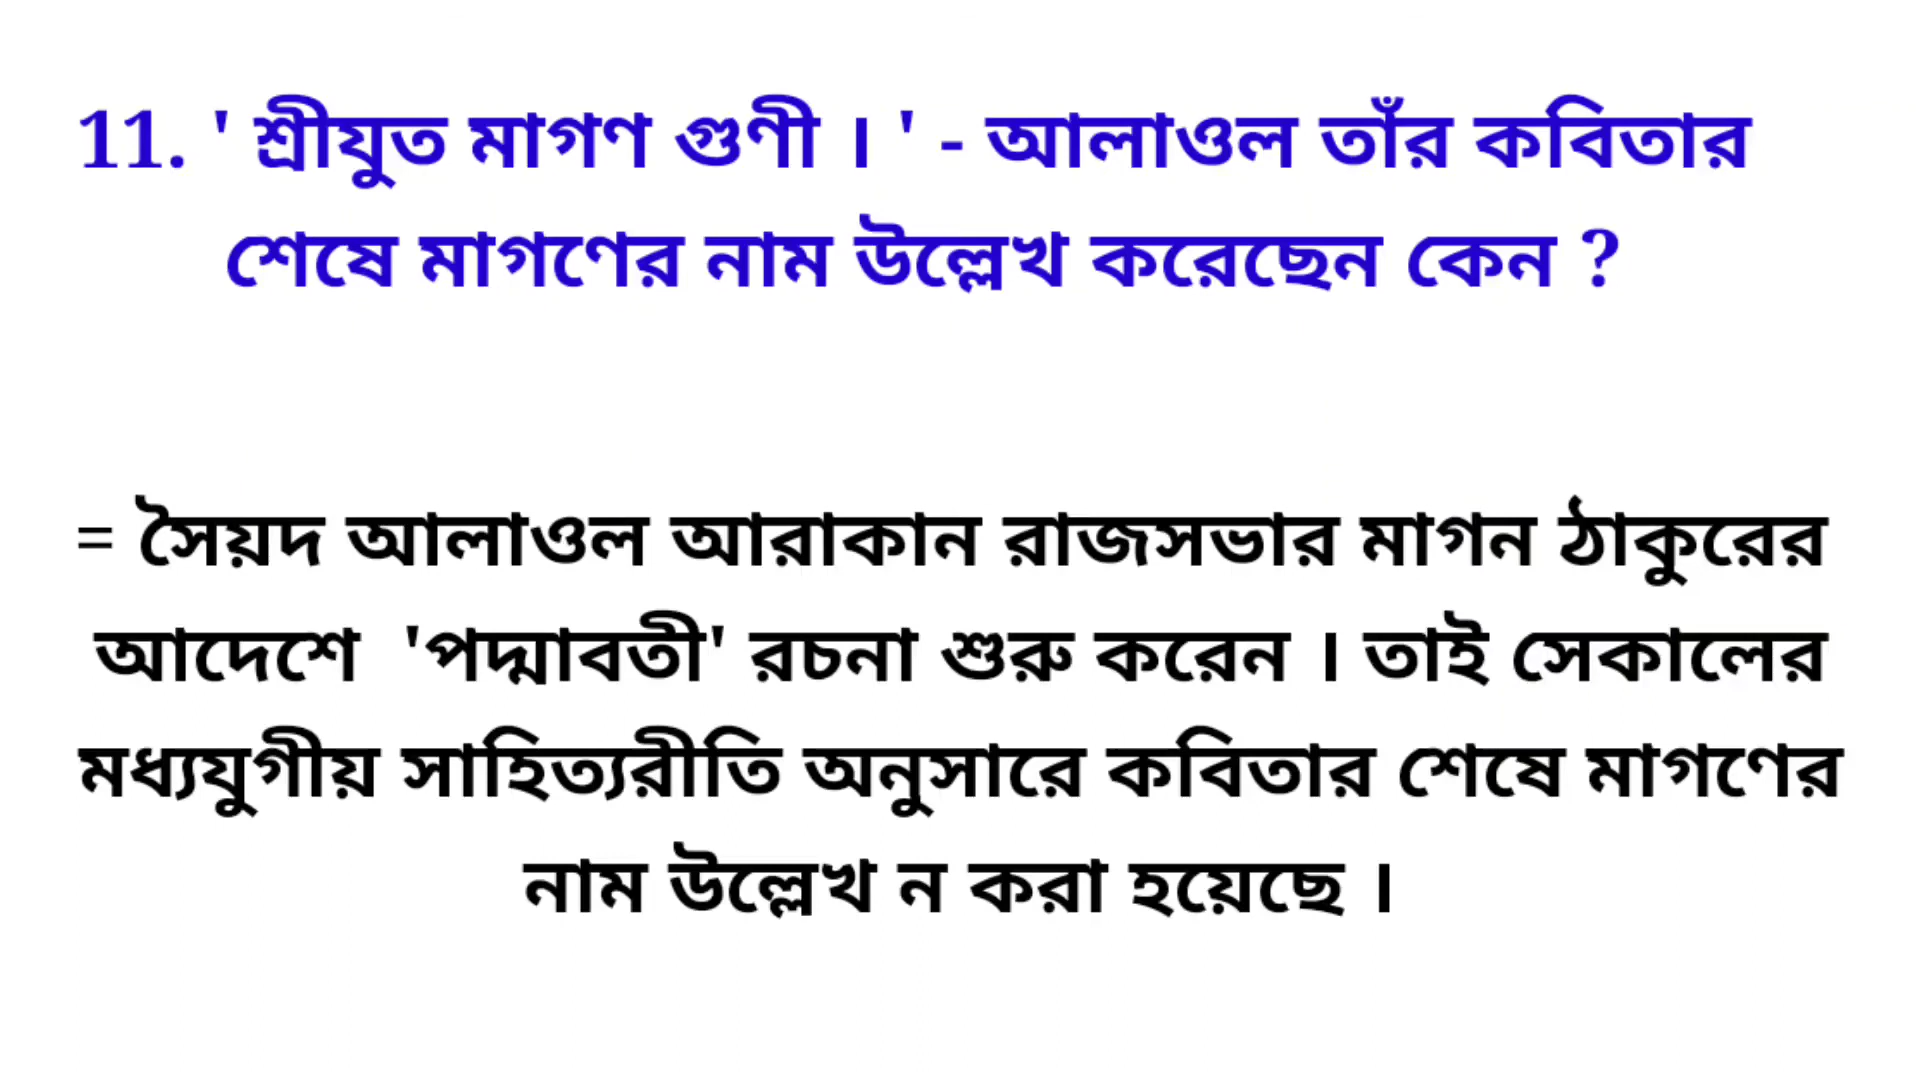 11. ' শ্রীযুত মাগণ গুণী । ' - আলাওল তাঁর কবিতার
শেষে মাগণের নাম উল্লেখ করেছেন কেন ?
= সৈয়দ আলাওল আরাকান রাজসভার মাগন ঠাকুরের
আদেশে 'পদ্মাবতী' রচনা শুরু করেন । তাই সেকালের
মধ্যযুগীয় সাহিত্যরীতি অনুসারে কবিতার শেষে মাগণের
নাম উল্লেখ ন করা হয়েছে ।